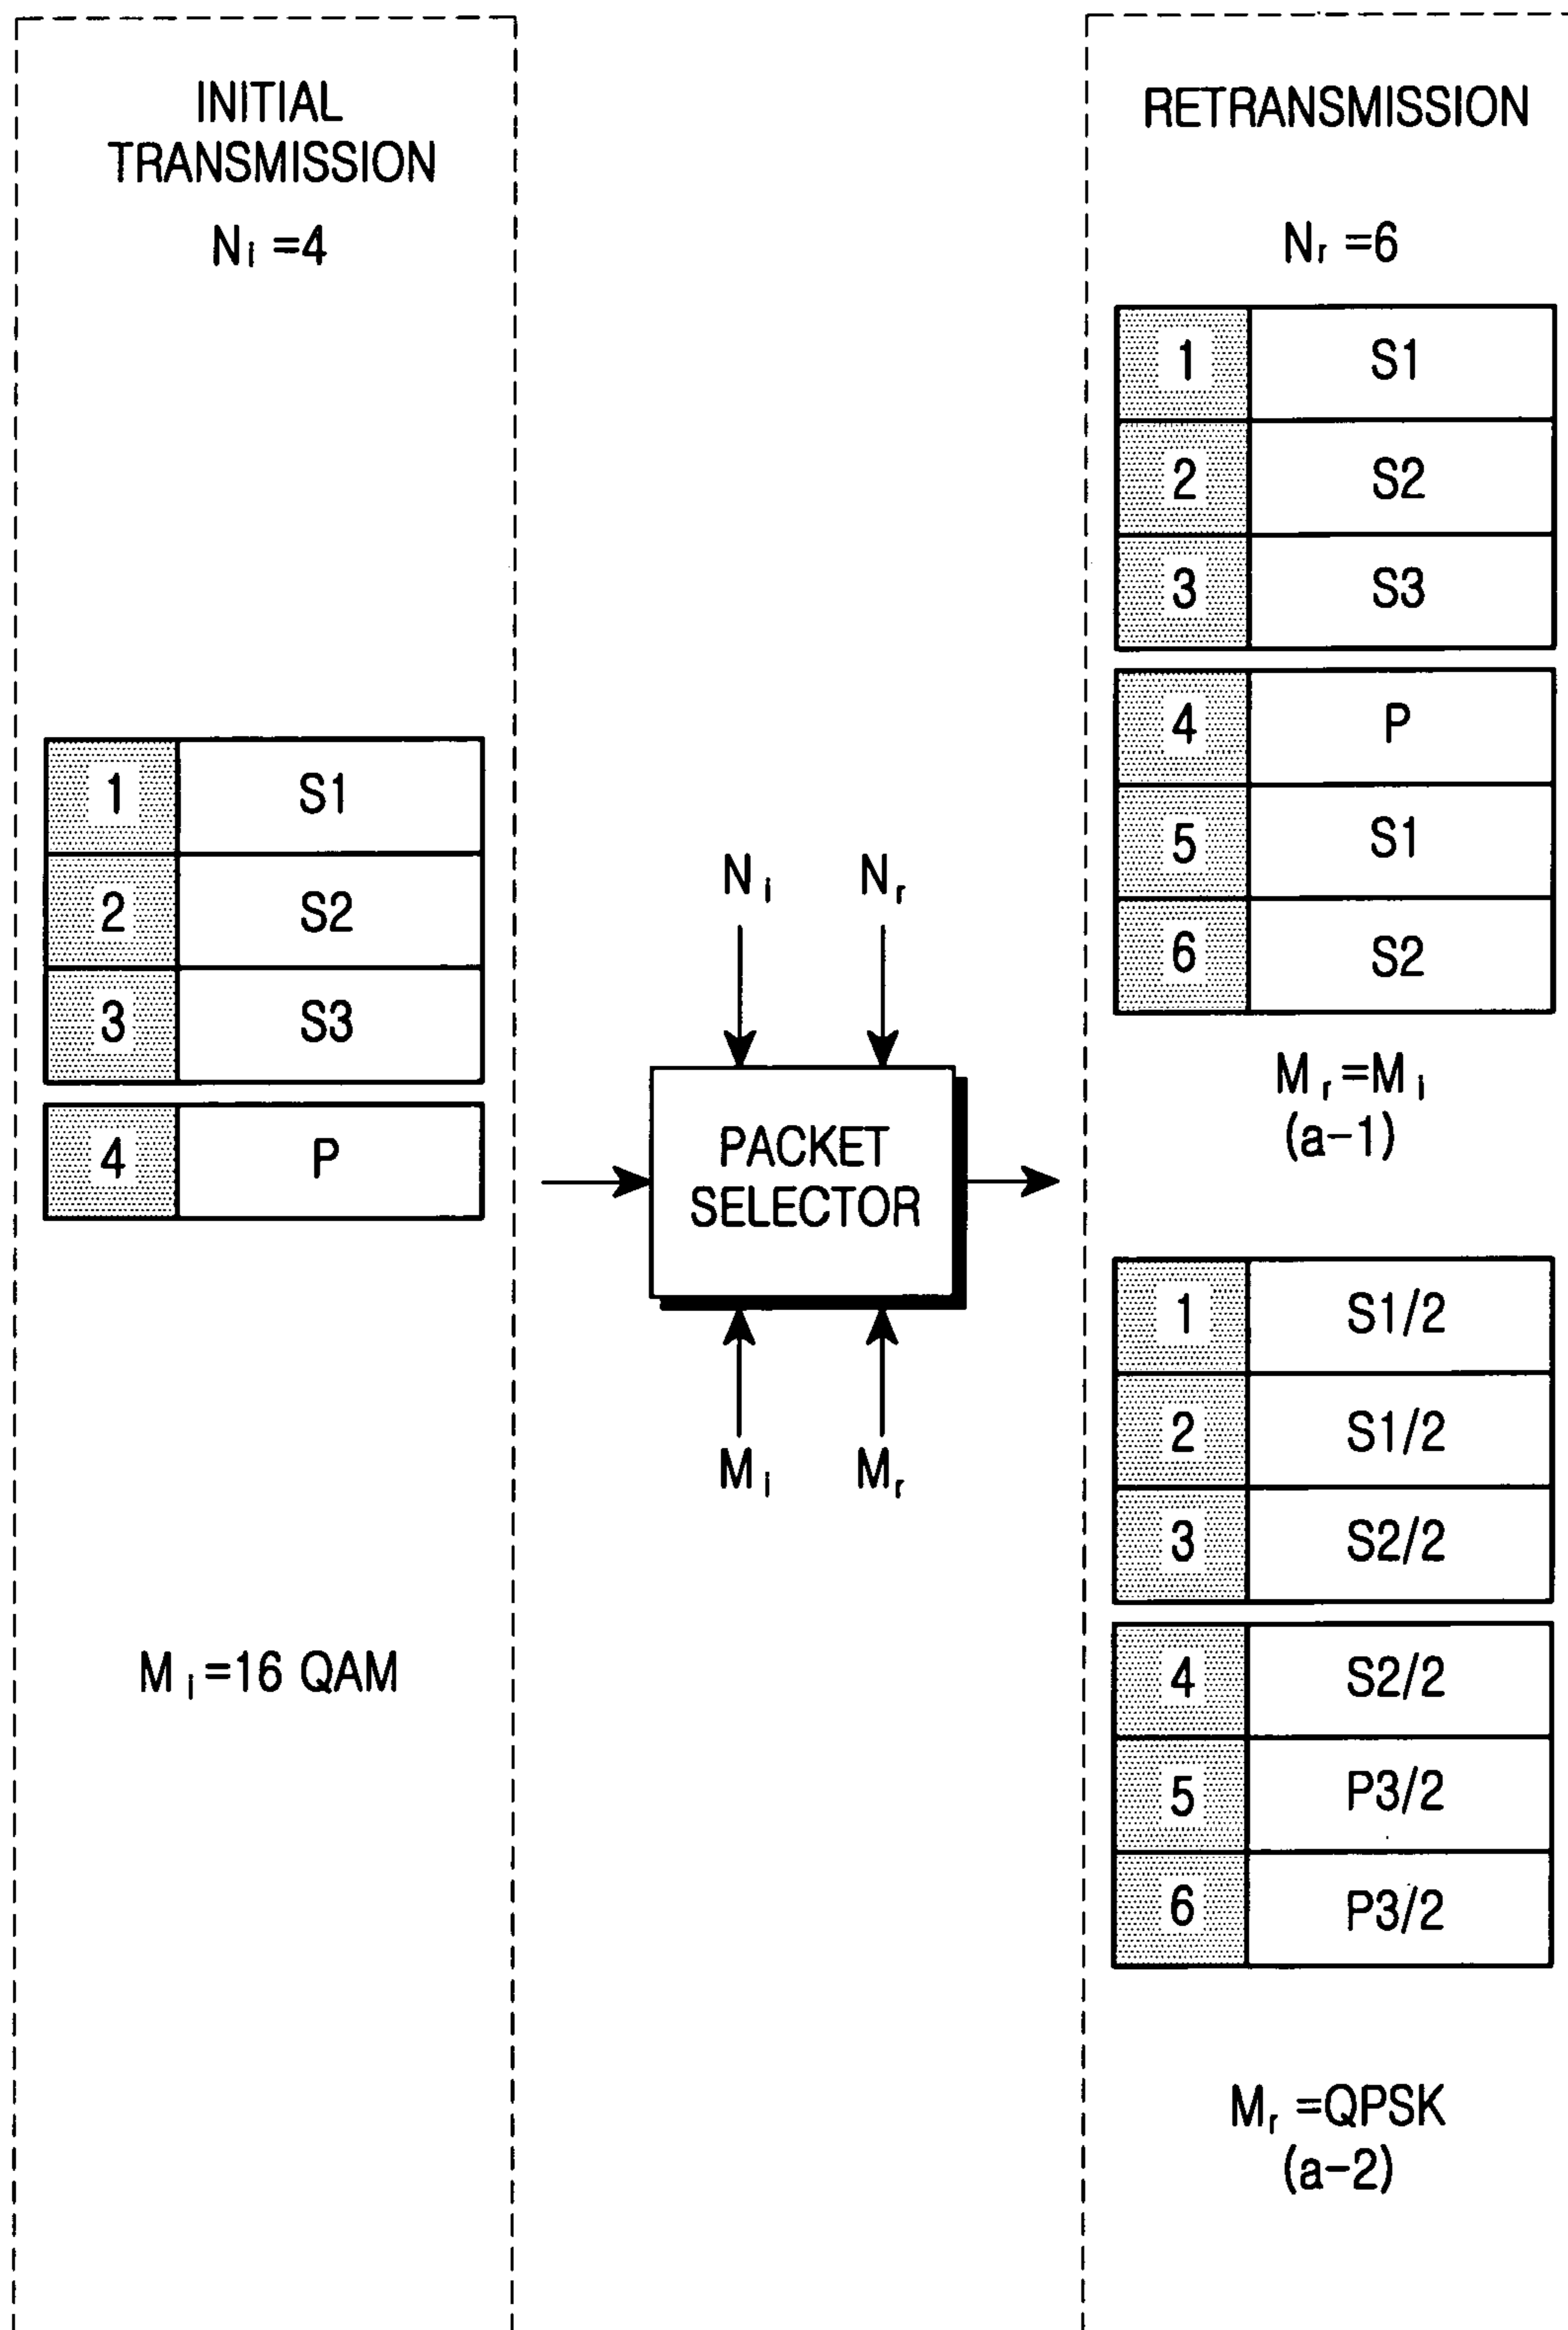 INITIAL
TRANSMISSION
Nᵢ =4
1 S1
2 S2
3 S3
4 P
Mᵢ =16 QAM
Nᵢ Nᵣ
PACKET
SELECTOR
Mᵢ Mᵣ
RETRANSMISSION
Nᵣ =6
1 S1
2 S2
3 S3
4 P
5 S1
6 S2
Mᵣ=Mᵢ
(a-1)
1 S1/2
2 S1/2
3 S2/2
4 S2/2
5 P3/2
6 P3/2
Mᵣ =QPSK
(a-2)